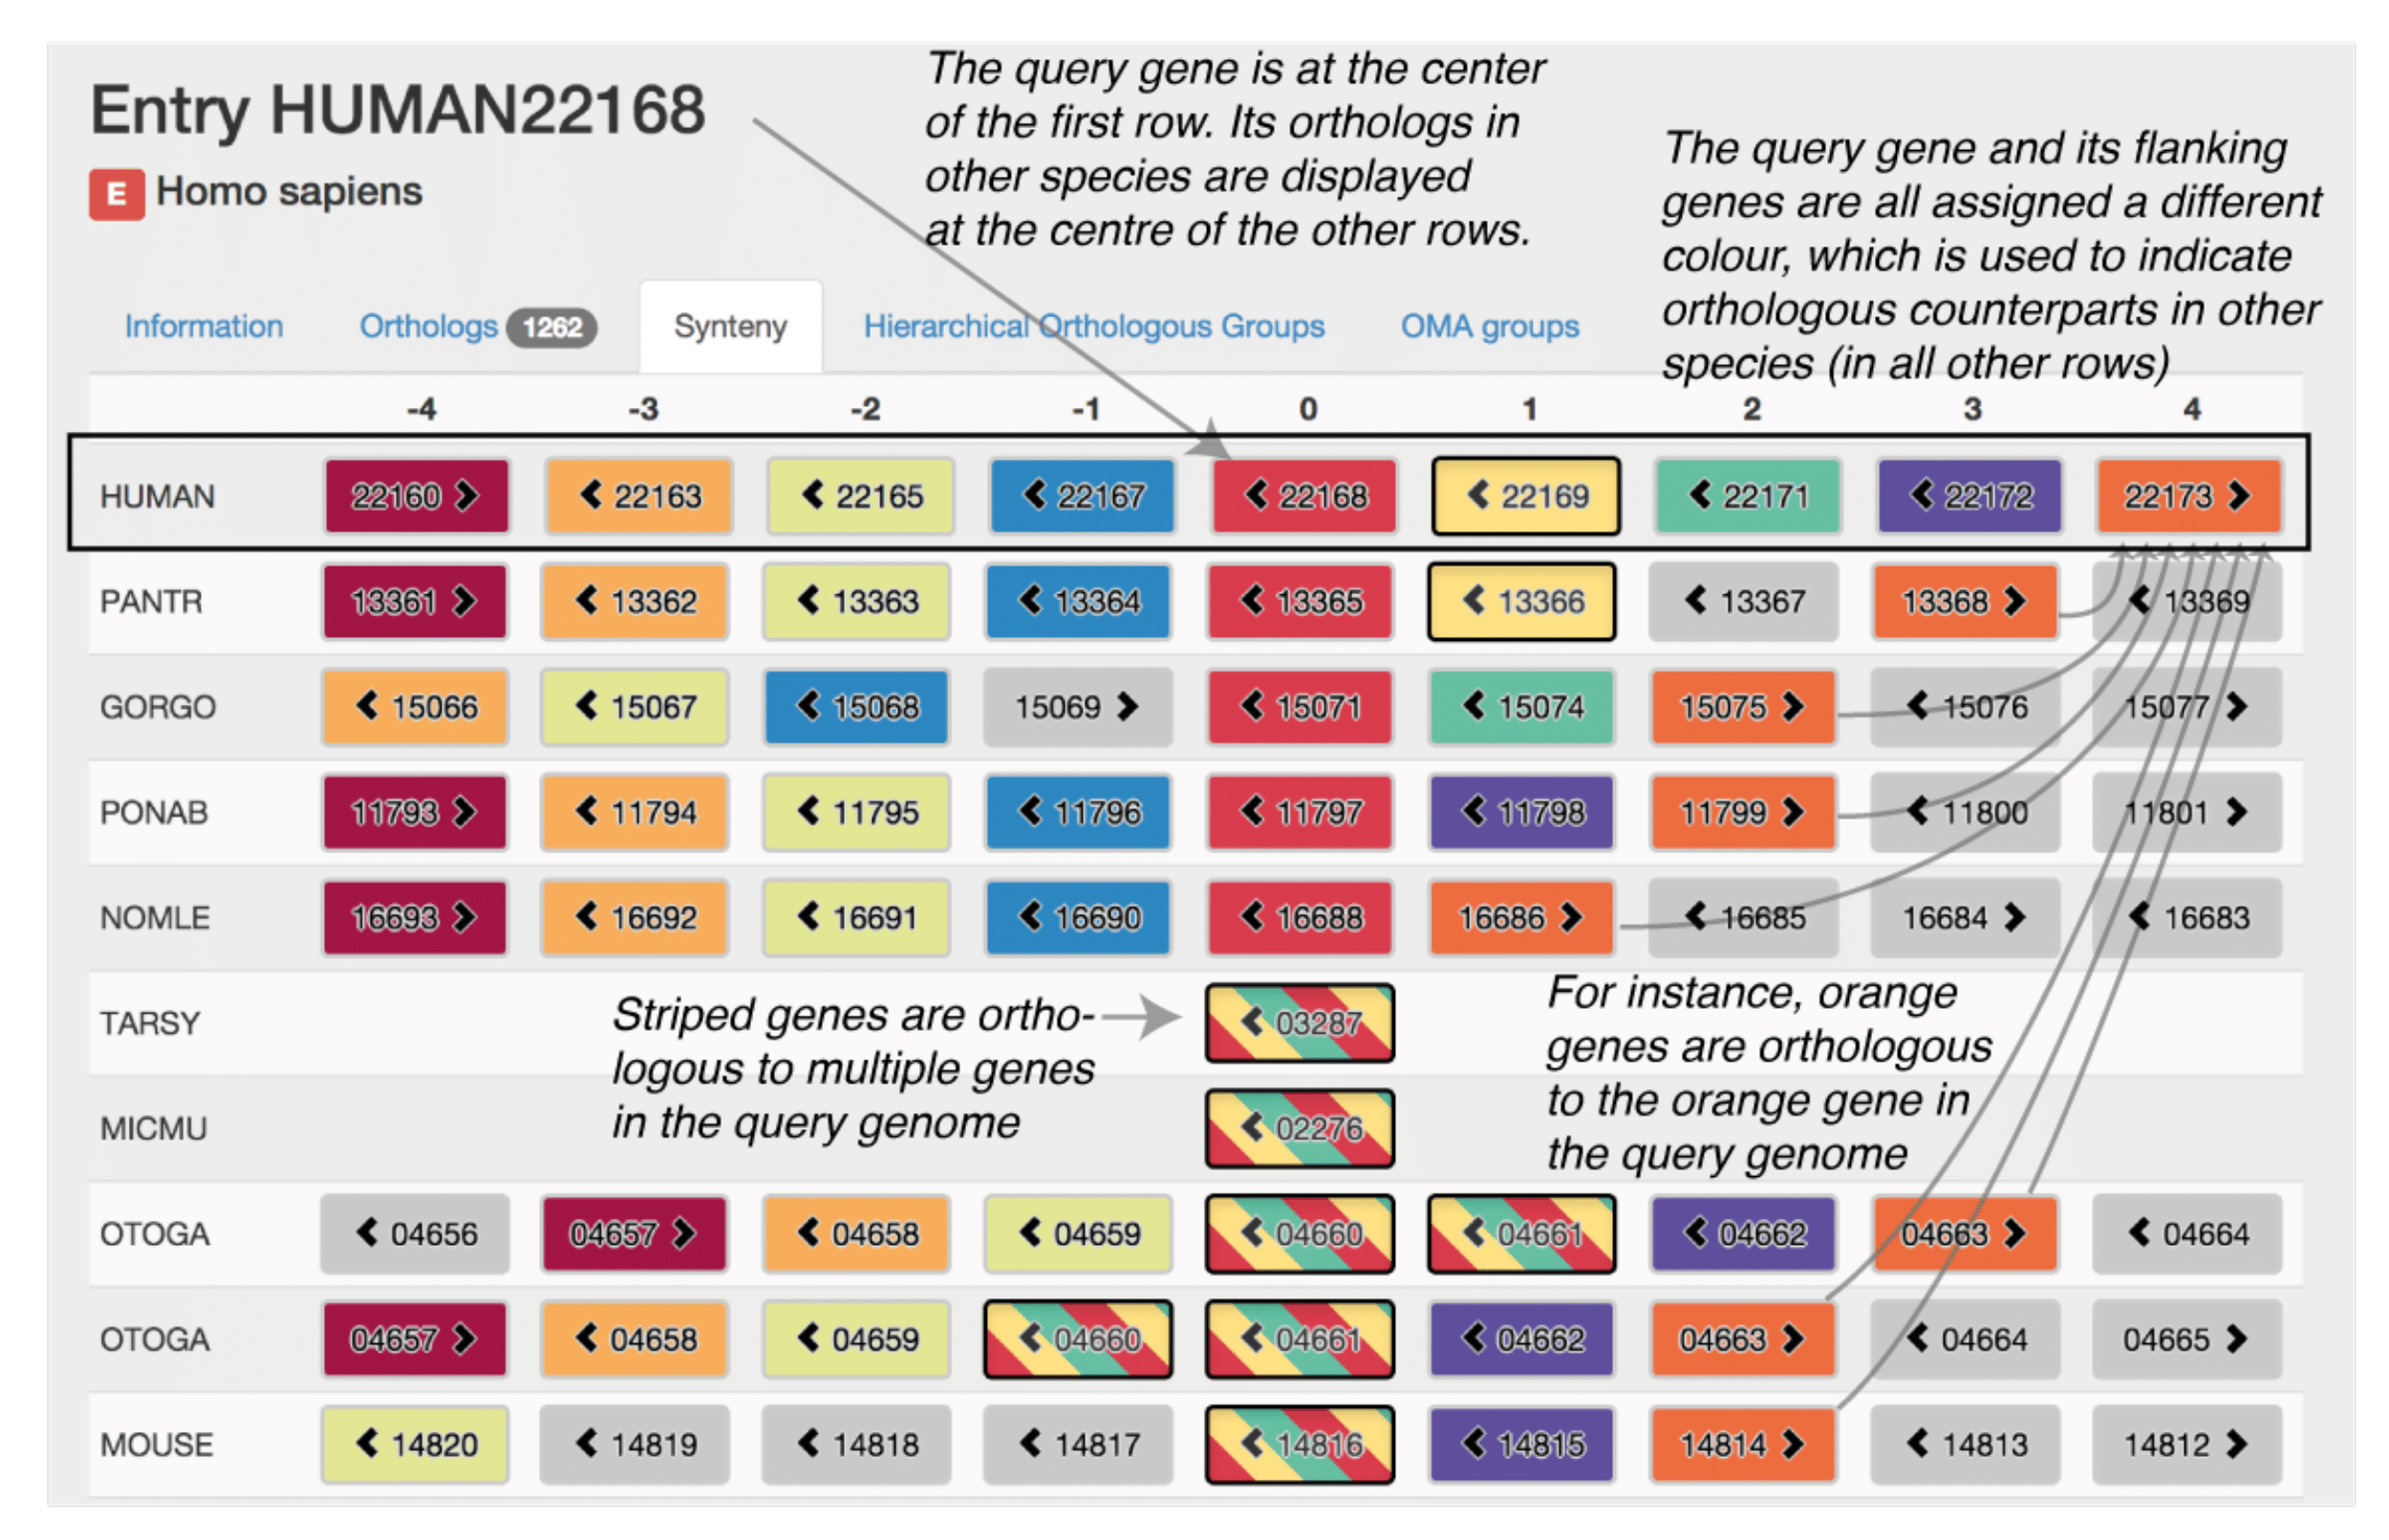 Entry HUMAN22168
E Homo sapiens
The query gene is at the center
of the first row. Its orthologs in
other species are displayed
at the centre of the other rows.
The query gene and its flanking
genes are all assigned a different
colour, which is used to indicate
orthologous counterparts in other
species (in all other rows)
Information Orthologs 1262 Synteny Hierarchical Orthologous Groups OMA groups
-4 -3 -2 -1 0 1 2 3 4
HUMAN 22160 22163 22165 22167 22168 22169 22171 22172 22173
PANTR 13361 13362 13363 13364 13365 13366 13367 13368 13369
GORGO 15066 15067 15068 15069 15071 15074 15075 15076 15077
PONAB 11793 11794 11795 11796 11797 11798 11799 11800 11801
NOMLE 16693 16692 16691 16690 16688 16686 16685 16684 16683
TARSY 03287
MICMU 02276
Striped genes are ortho-
logous to multiple genes
in the query genome
For instance, orange
genes are orthologous
to the orange gene in
the query genome
OTOGA 04656 04657 04658 04659 04660 04661 04662 04663 04664
OTOGA 04657 04658 04659 04660 04661 04662 04663 04664 04665
MOUSE 14820 14819 14818 14817 14816 14815 14814 14813 14812